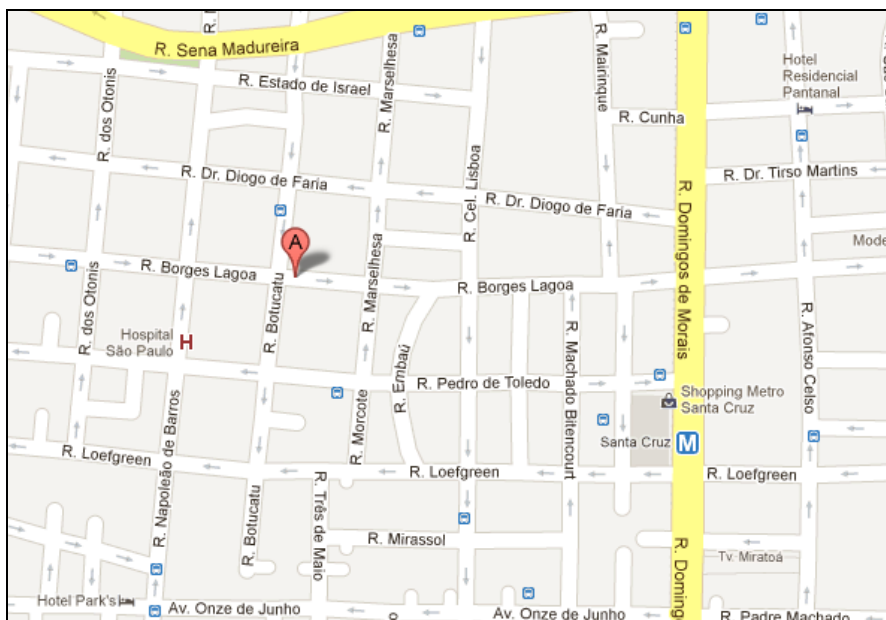 R. Sena Madureira
R. Mairinque
Hotel
Residencial
Pantanal
R. Estado de Israel
R. Marselhesa
R. dos Otonis
R. Cunha
R. Dr. Diogo de Faria
R. Cel. Lisboa
R. Dr. Tirso Martins
R. Dr. Diogo de Faria
R. Domingos de Morais
A
R. Borges Lagoa
R. Marselhesa
Mode
R. Borges Lagoa
R. Botucatu
R. dos Otonis
Hospital
São Paulo
H
R. Embaú
R. Machado Bitencourt
R. Afonso Celso
R. Pedro de Toledo
Shopping Metro
Santa Cruz
R. Napoleão de Barros
R. Morcote
Santa Cruz
M
R. Loefgreen
R. Loefgreen
R. Loefgreen
R. Botucatu
R. Três de Maio
R. Mirassol
R. Doming
Tv. Miratoá
Hotel Park's
Av. Onze de Junho
Av. Onze de Junho
R. Padre Machado